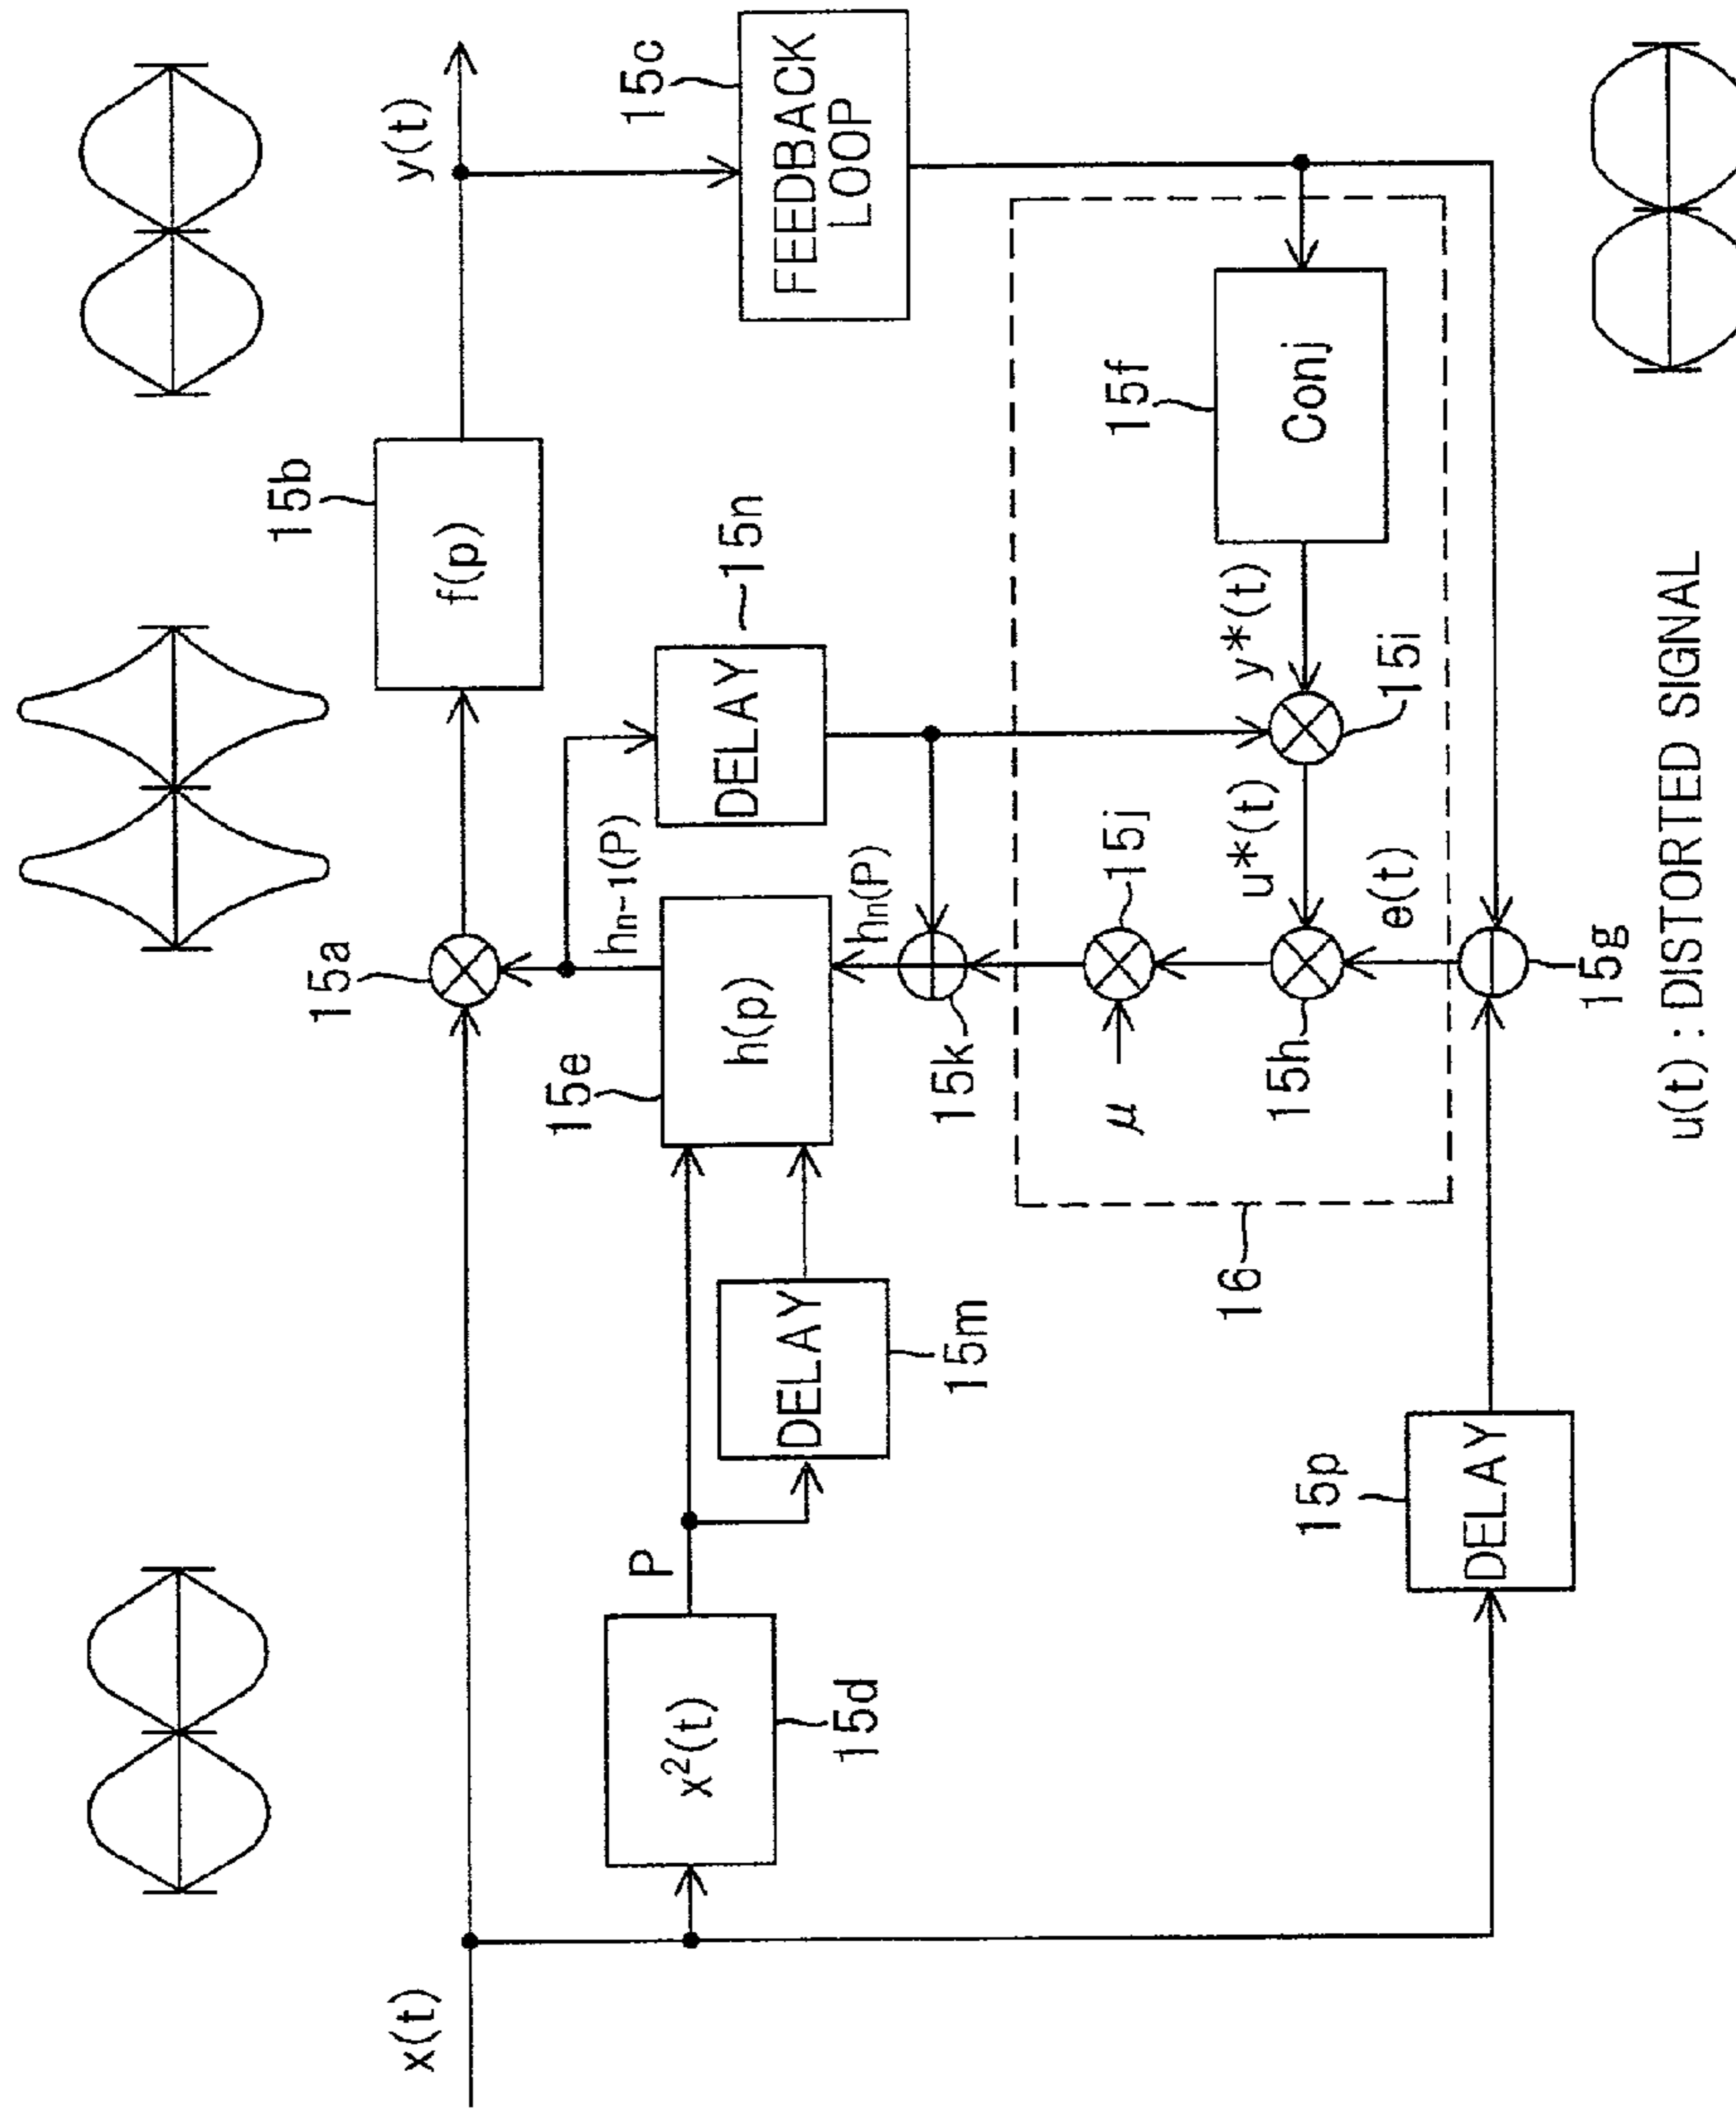 x(t)
15a
15b
f(p)
y(t)
15c
FEEDBACK
LOOP
x²(t)
15d
P
DELAY
15m
15e
h(p)
hn-1(P)
hn(P)
DELAY
15n
15k
15j
μ
15h
u*(t)
e(t)
15i
y*(t)
15f
Conj
16
15p
DELAY
15g
u(t) : DISTORTED SIGNAL